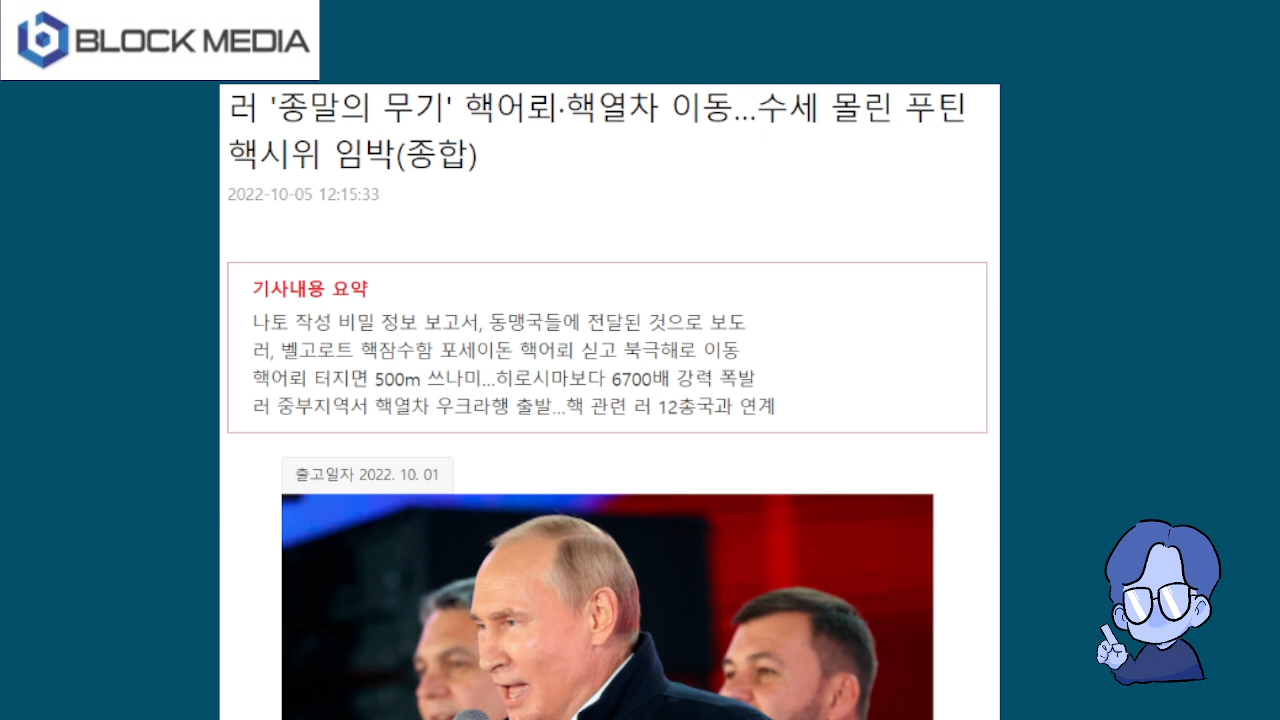 BLOCK MEDIA
러 '종말의 무기' 핵어뢰·핵열차 이동...수세 몰린 푸틴
핵시위 임박(종합)
2022-10-05 12:15:33
기사내용 요약
나토 작성 비밀 정보 보고서, 동맹국들에 전달된 것으로 보도
러, 벨고로트 핵잠수함 포세이돈 핵어뢰 싣고 북극해로 이동
핵어뢰 터지면 500m 쓰나미...히로시마보다 6700배 강력 폭발
러 중부지역서 핵열차 우크라행 출발...핵 관련 러 12총국과 연계
출고일자 2022. 10. 01